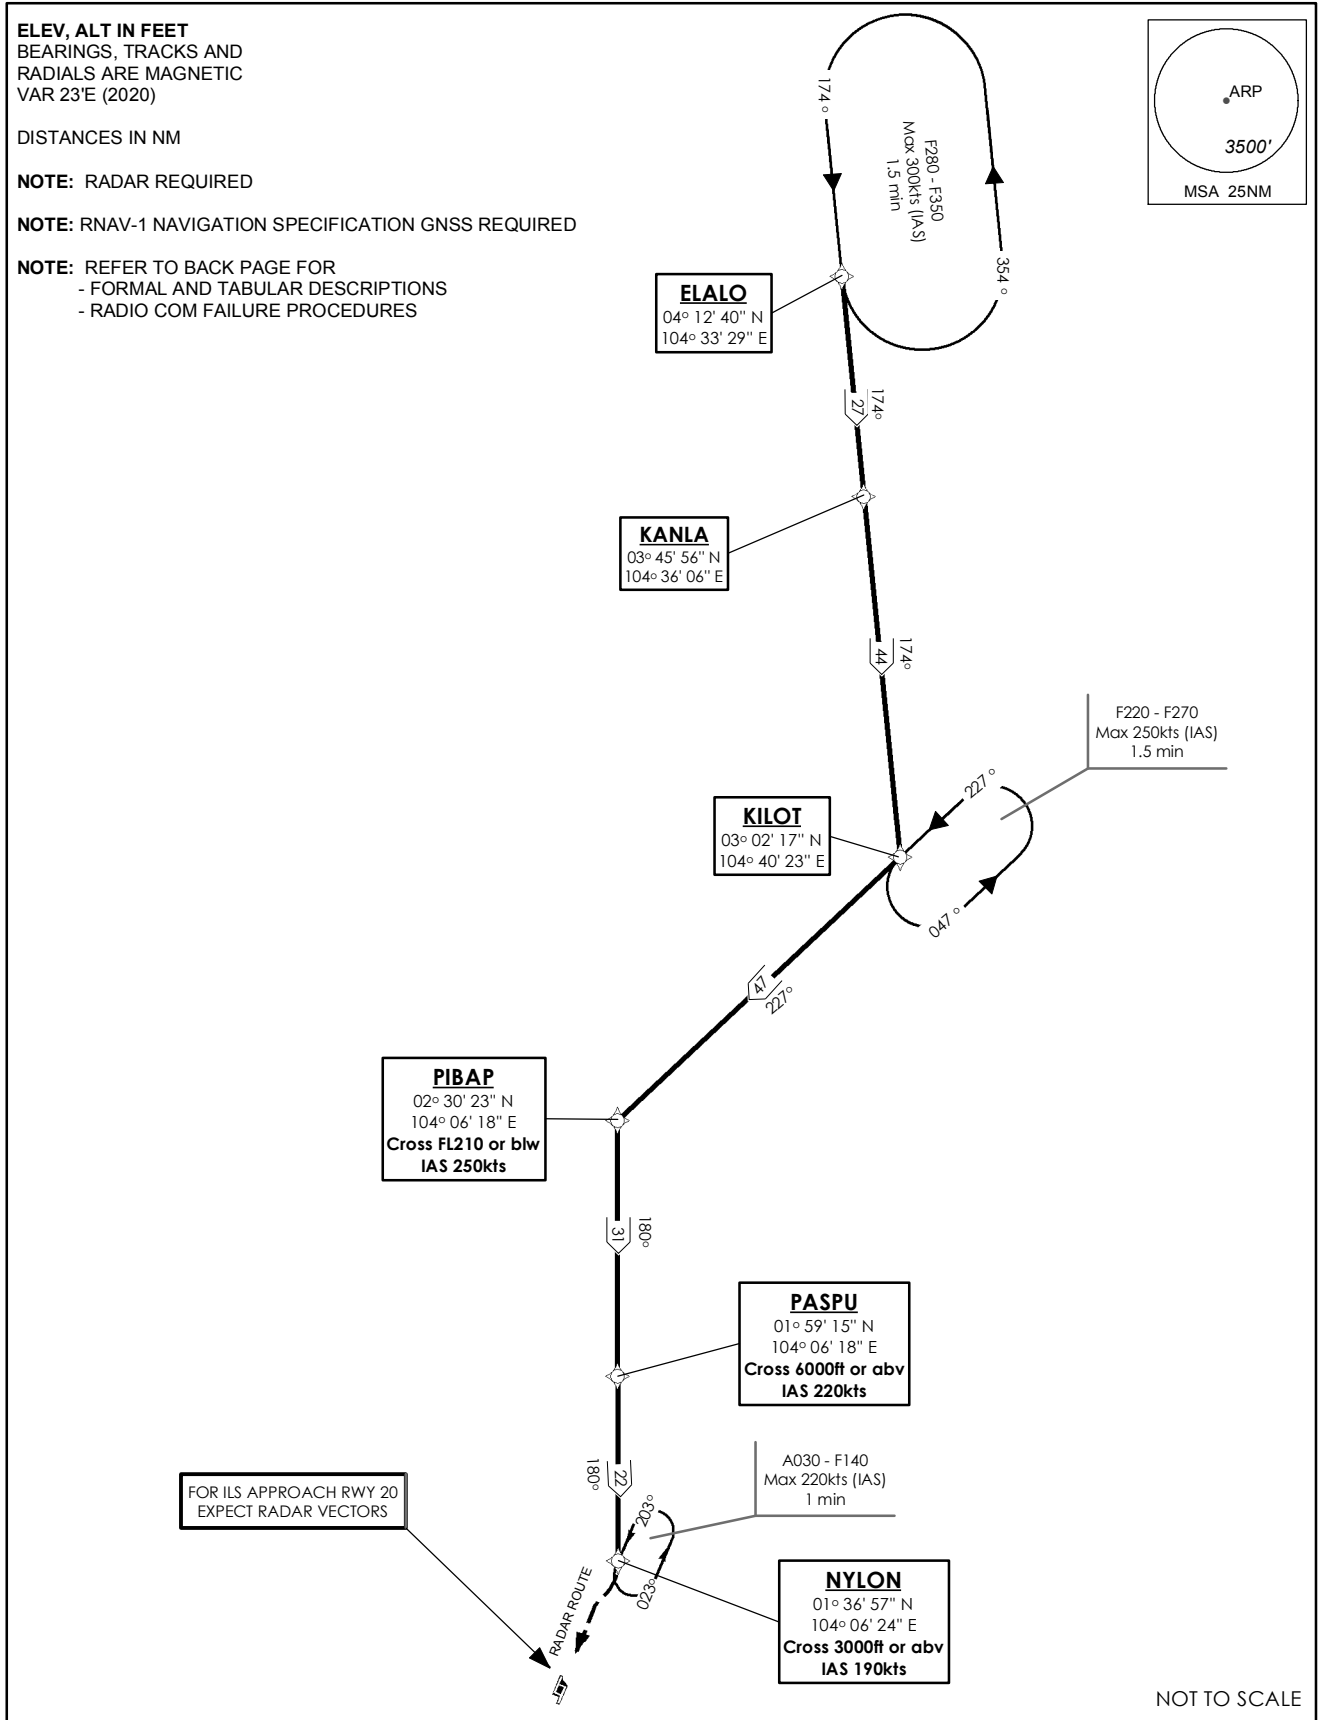 ELEV, ALT IN FEET
BEARINGS, TRACKS AND
RADIALS ARE MAGNETIC
VAR 23'E (2020)
DISTANCES IN NM
NOTE: RADAR REQUIRED
NOTE: RNAV-1 NAVIGATION SPECIFICATION GNSS REQUIRED
NOTE: REFER TO BACK PAGE FOR
- FORMAL AND TABULAR DESCRIPTIONS
- RADIO COM FAILURE PROCEDURES
ARP
3500'
MSA 25NM
174°
F280 - F350
Max 300kts (IAS)
1.5 min
354°
ELALO
04° 12' 40" N
104° 33' 29" E
27
174°
KANLA
03° 45' 56" N
104° 36' 06" E
44
174°
F220 - F270
Max 250kts (IAS)
1.5 min
227°
047°
KILOT
03° 02' 17" N
104° 40' 23" E
47
227°
PIBAP
02° 30' 23" N
104° 06' 18" E
Cross FL210 or blw
IAS 250kts
31
180°
PASPU
01° 59' 15" N
104° 06' 18" E
Cross 6000ft or abv
IAS 220kts
180°
22
A030 - F140
Max 220kts (IAS)
1 min
203°
023°
FOR ILS APPROACH RWY 20
EXPECT RADAR VECTORS
RADAR ROUTE
NYLON
01° 36' 57" N
104° 06' 24" E
Cross 3000ft or abv
IAS 190kts
NOT TO SCALE